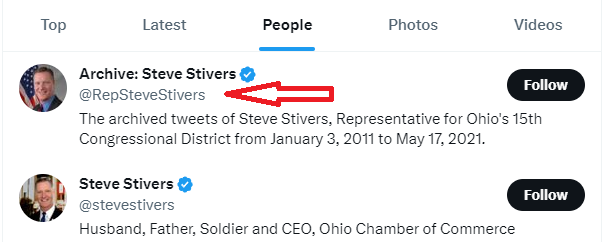 Top Latest People Photos Videos
Archive: Steve Stivers
@RepSteveStivers
Follow
The archived tweets of Steve Stivers, Representative for Ohio's 15th
Congressional District from January 3, 2011 to May 17, 2021.
Steve Stivers
@stevestivers
Follow
Husband, Father, Soldier and CEO, Ohio Chamber of Commerce